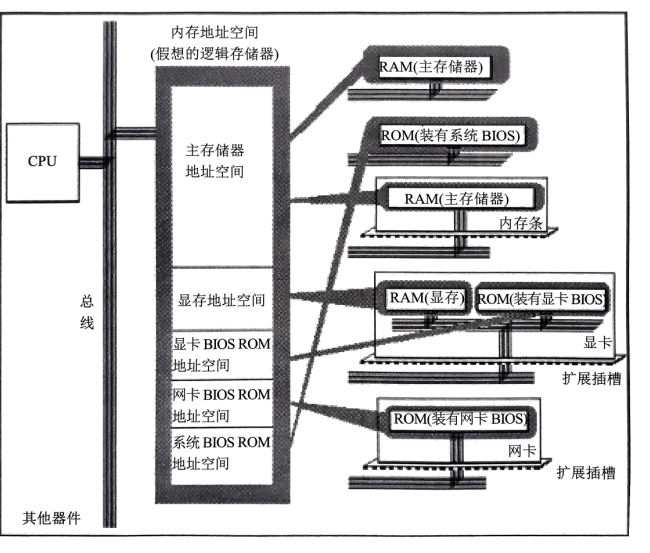 内存地址空间
(假想的逻辑存储器)
CPU
总
线
其他器件
主存储器
地址空间
显存地址空间
显卡 BIOS ROM
地址空间
网卡 BIOS ROM
地址空间
系统 BIOS ROM
地址空间
RAM(主存储器)
ROM(装有系统 BIOS)
RAM(主存储器)
内存条
RAM(显存)
ROM(装有显卡 BIOS)
显卡
扩展插槽
ROM(装有网卡 BIOS)
网卡
扩展插槽